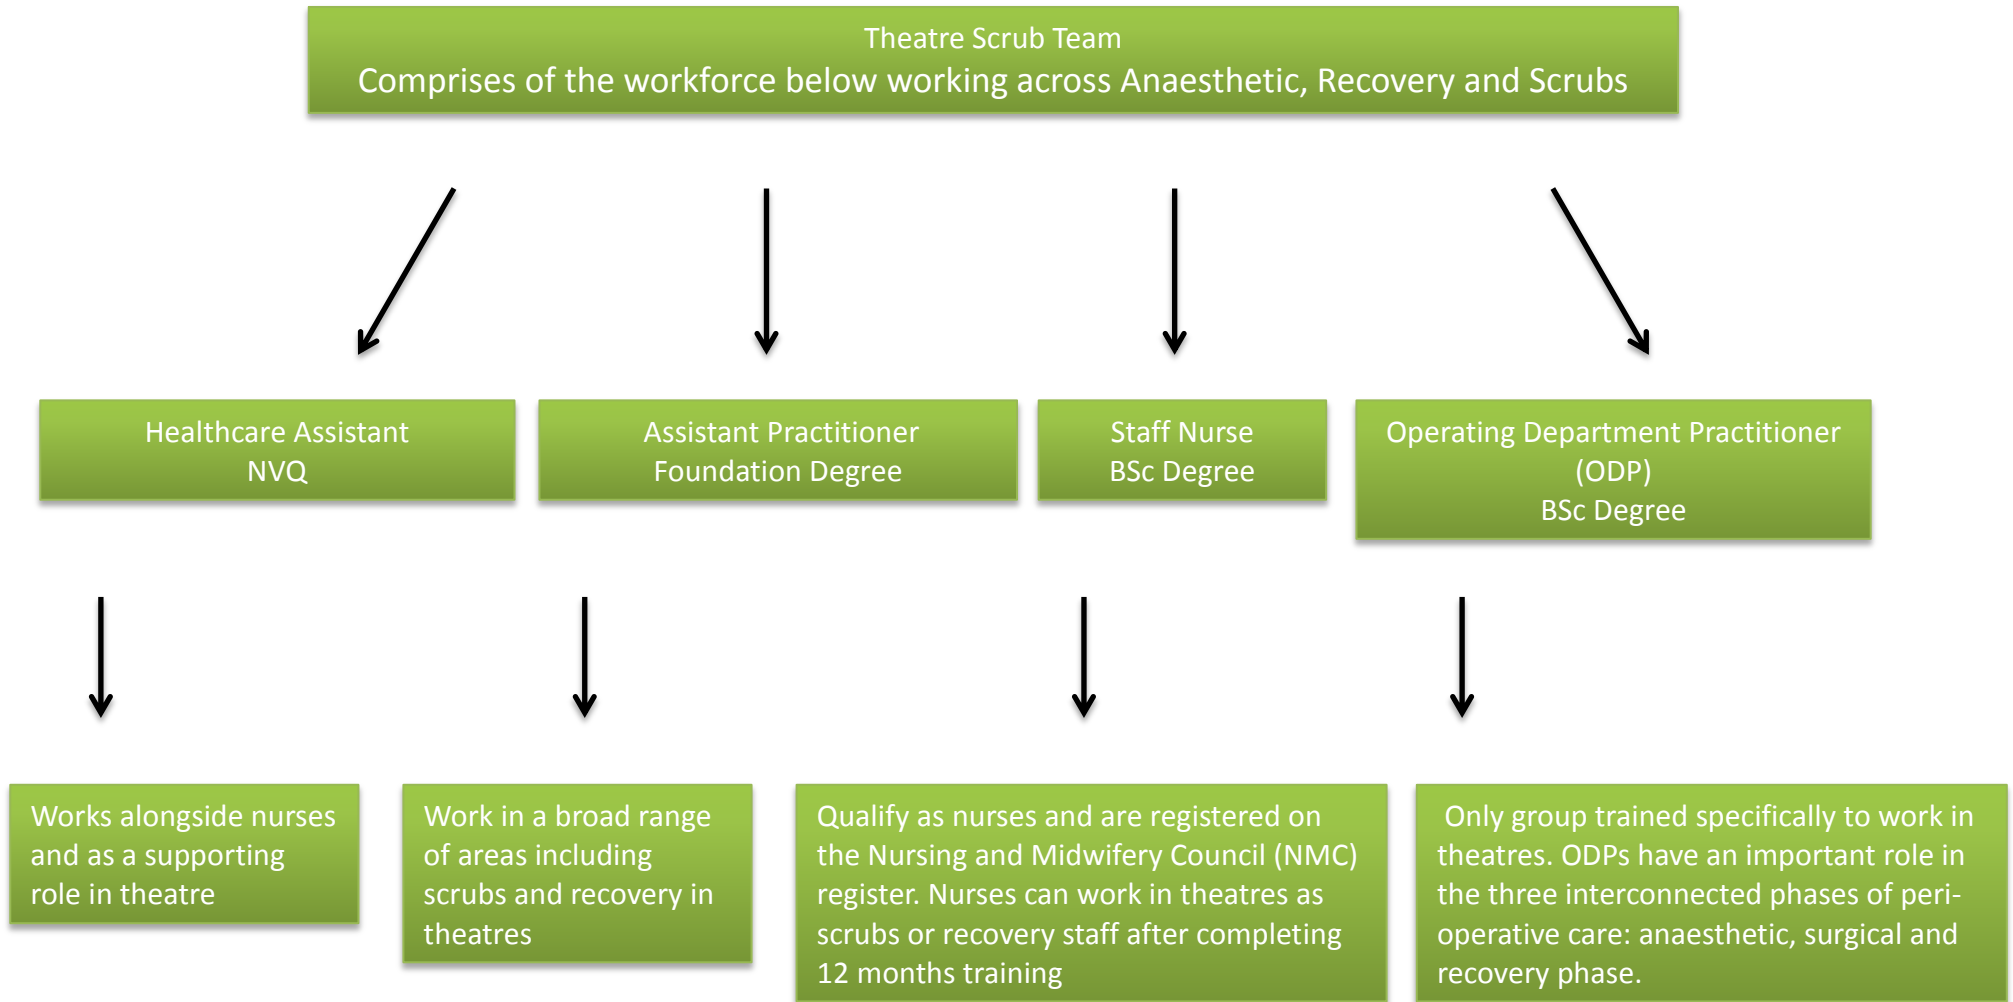 Theatre Scrub Team
Comprises of the workforce below working across Anaesthetic, Recovery and Scrubs
Healthcare Assistant
NVQ
Assistant Practitioner
Foundation Degree
Staff Nurse
BSc Degree
Operating Department Practitioner
(ODP)
BSc Degree
Works alongside nurses
and as a supporting
role in theatre
Work in a broad range
of areas including
scrubs and recovery in
theatres
Qualify as nurses and are registered on
the Nursing and Midwifery Council (NMC)
register. Nurses can work in theatres as
scrubs or recovery staff after completing
12 months training
Only group trained specifically to work in
theatres. ODPs have an important role in
the three interconnected phases of peri-
operative care: anaesthetic, surgical and
recovery phase.